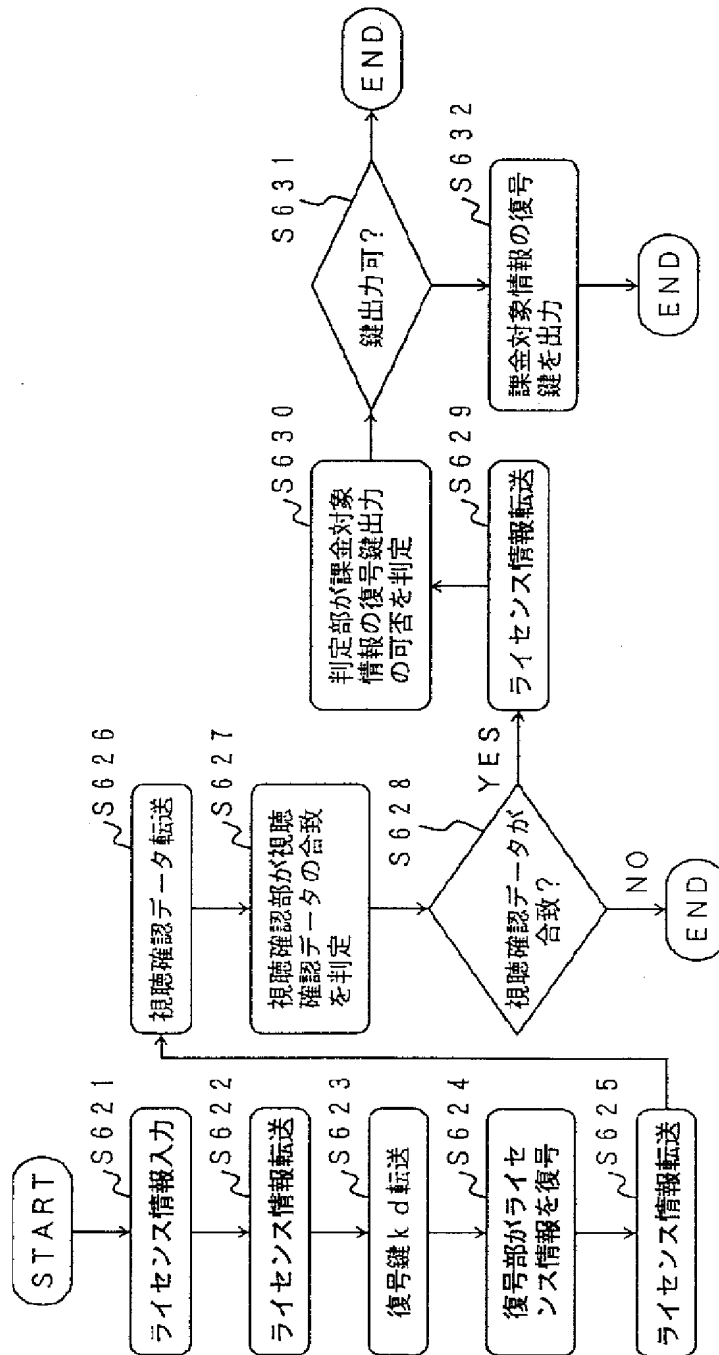 START
S621
ライセンス情報入力
S622
ライセンス情報転送
S623
復号鍵kd転送
S624
復号部がライセ
ンス情報を復号
S625
ライセンス情報転送
S626
視聴確認データ転送
S627
視聴確認部が視聴
確認データの合致
を判定
S628
視聴確認データが
合致?
YES
NO
END
S629
ライセンス情報転送
S630
判定部が課金対象
情報の復号鍵出力
の可否を判定
S631
鍵出力可?
END
S632
課金対象情報の復号
鍵を出力
END